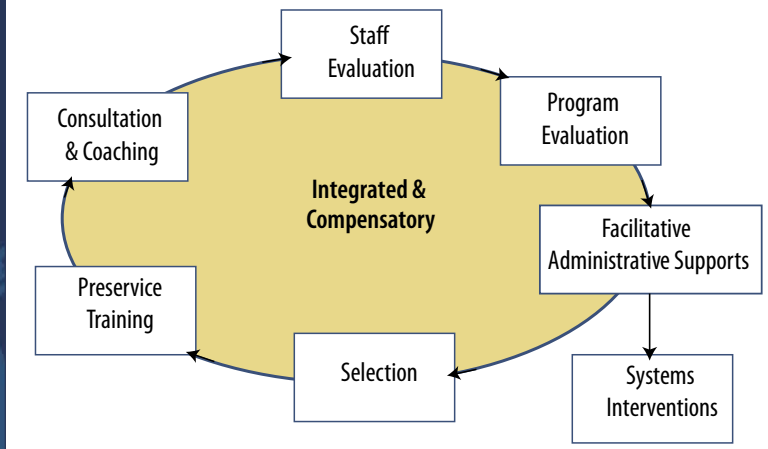 Staff
Evaluation
Program
Evaluation
Consultation
& Coaching
Integrated &
Compensatory
Facilitative
Administrative Supports
Preservice
Training
Selection
Systems
Interventions